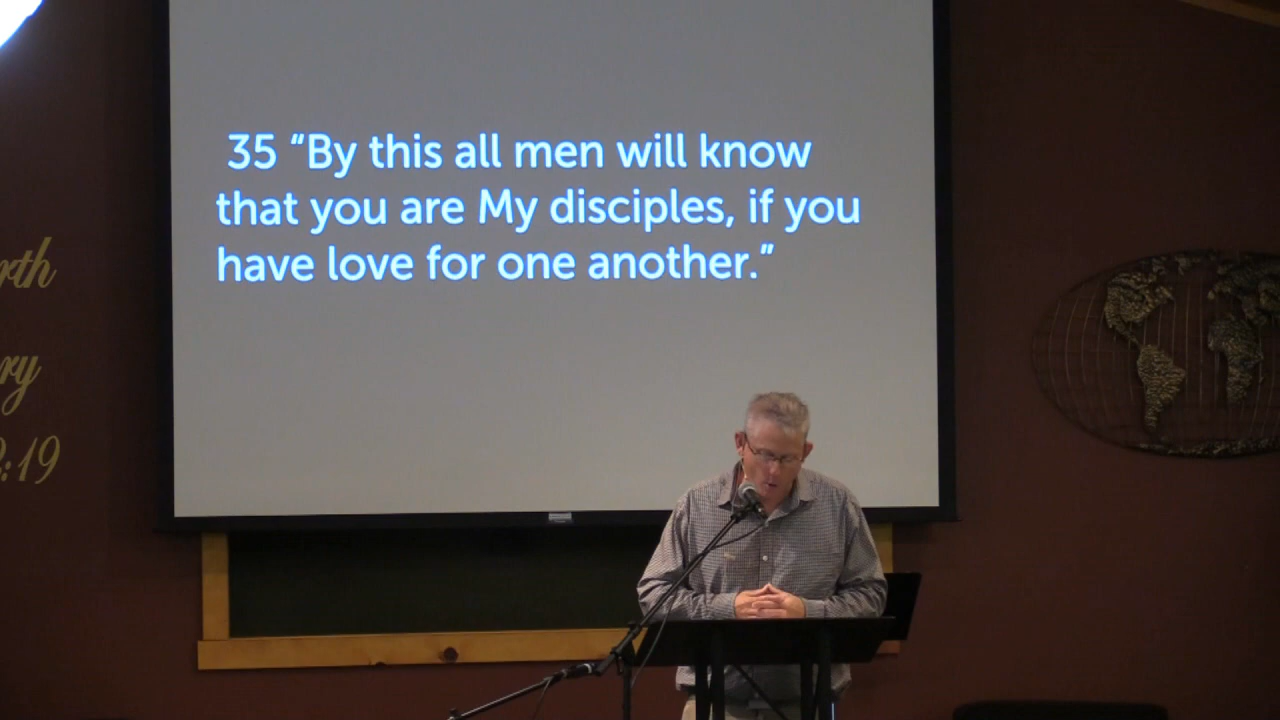 35 “By this all men will know
that you are My disciples, if you
have love for one another.”
:19